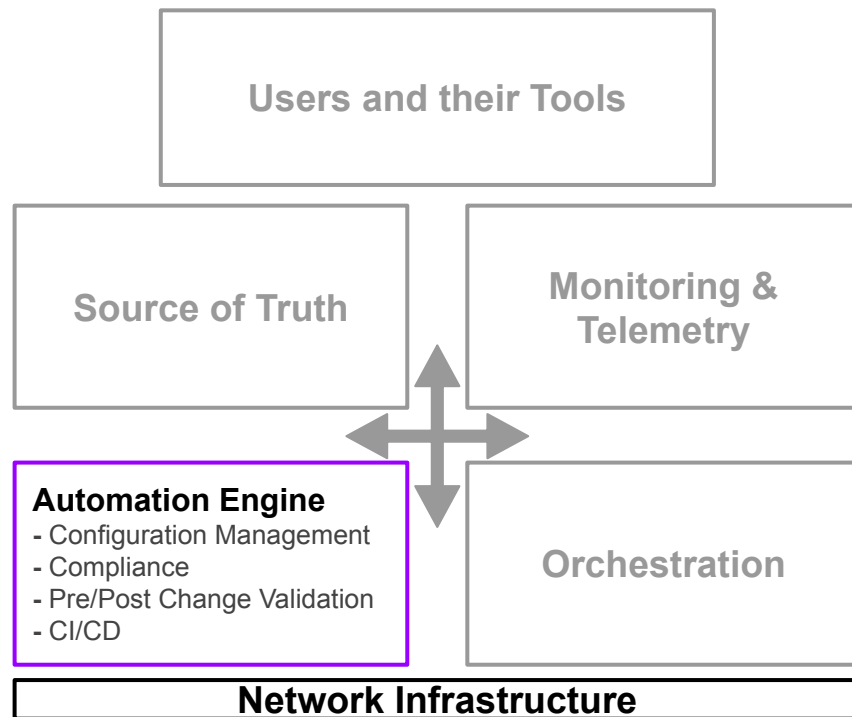 Users and their Tools
Source of Truth
Monitoring &
Telemetry
Automation Engine
- Configuration Management
- Compliance
- Pre/Post Change Validation
- CI/CD
Orchestration
Network Infrastructure